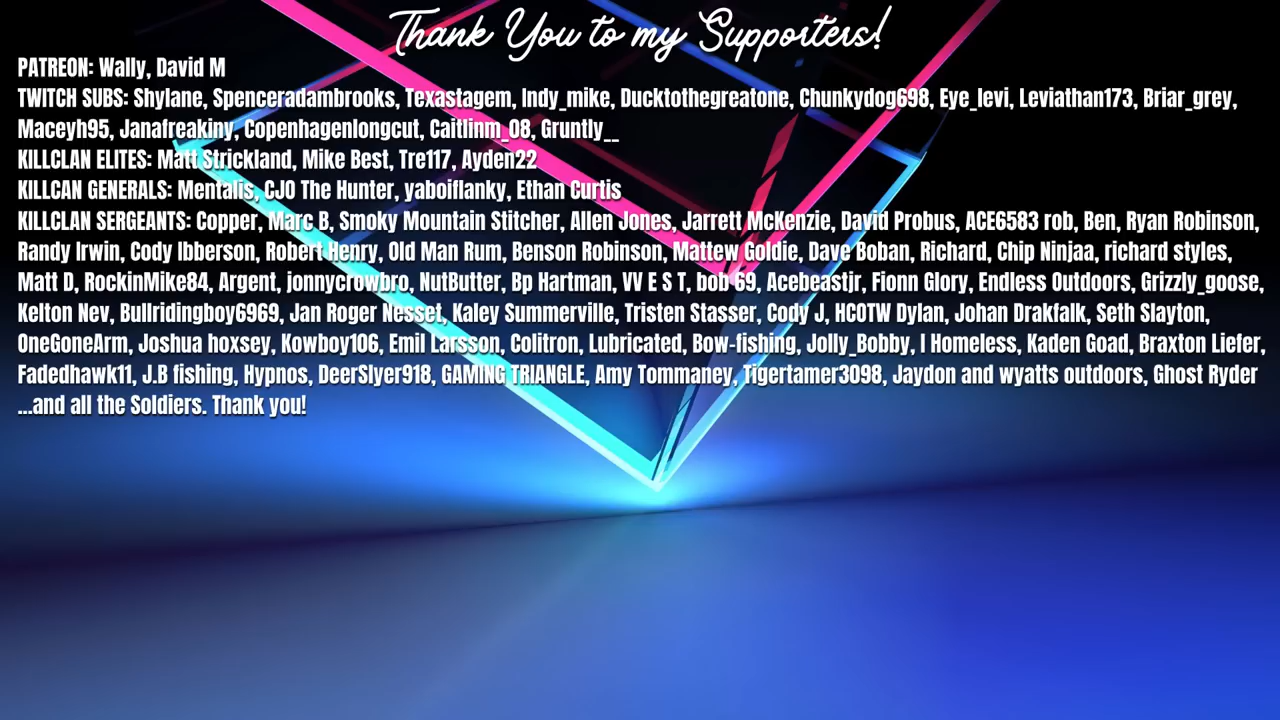 Thank You to my Supporters!
PATREON: Wally, David M
TWITCH SUBS: Shylane, Spenceradambrooks, Texastagem, Indy_mike, Ducktothegreatone, Chunkydog698, Eye_levi, Leviathan173, Briar_grey,
Maceyh95, Janafreakiny, Copenhagenlongcut, Caitlinm_08, Gruntly__
KILLCLAN ELITES: Matt Strickland, Mike Best, Tre117, Ayden22
KILLCAN GENERALS: Mentalis, CJO The Hunter, yaboiflanky, Ethan Curtis
KILLCLAN SERGEANTS: Copper, Marc B, Smoky Mountain Stitcher, Allen Jones, Jarrett McKenzie, David Probus, ACE6583 rob, Ben, Ryan Robinson,
Randy Irwin, Cody Ibberson, Robert Henry, Old Man Rum, Benson Robinson, Mattew Goldie, Dave Boban, Richard, Chip Ninjaa, richard styles,
Matt D, RockinMike84, Argent, jonnycrowbro, NutButter, Bp Hartman, VV E S T, bob 69, Acebeastjr, Fionn Glory, Endless Outdoors, Grizzly_goose,
Kelton Nev, Bullridingboy6969, Jan Roger Nesset, Kaley Summerville, Tristen Stasser, Cody J, HCOTW Dylan, Johan Drakfalk, Seth Slayton,
OneGoneArm, Joshua hoxsey, Kowboy106, Emil Larsson, Colitron, Lubricated, Bow-fishing, Jolly_Bobby, I Homeless, Kaden Goad, Braxton Liefer,
Fadedhawk11, J.B fishing, Hypnos, DeerSlyer918, GAMING TRIANGLE, Amy Tommaney, Tigertamer3098, Jaydon and wyatts outdoors, Ghost Ryder
...and all the Soldiers. Thank you!